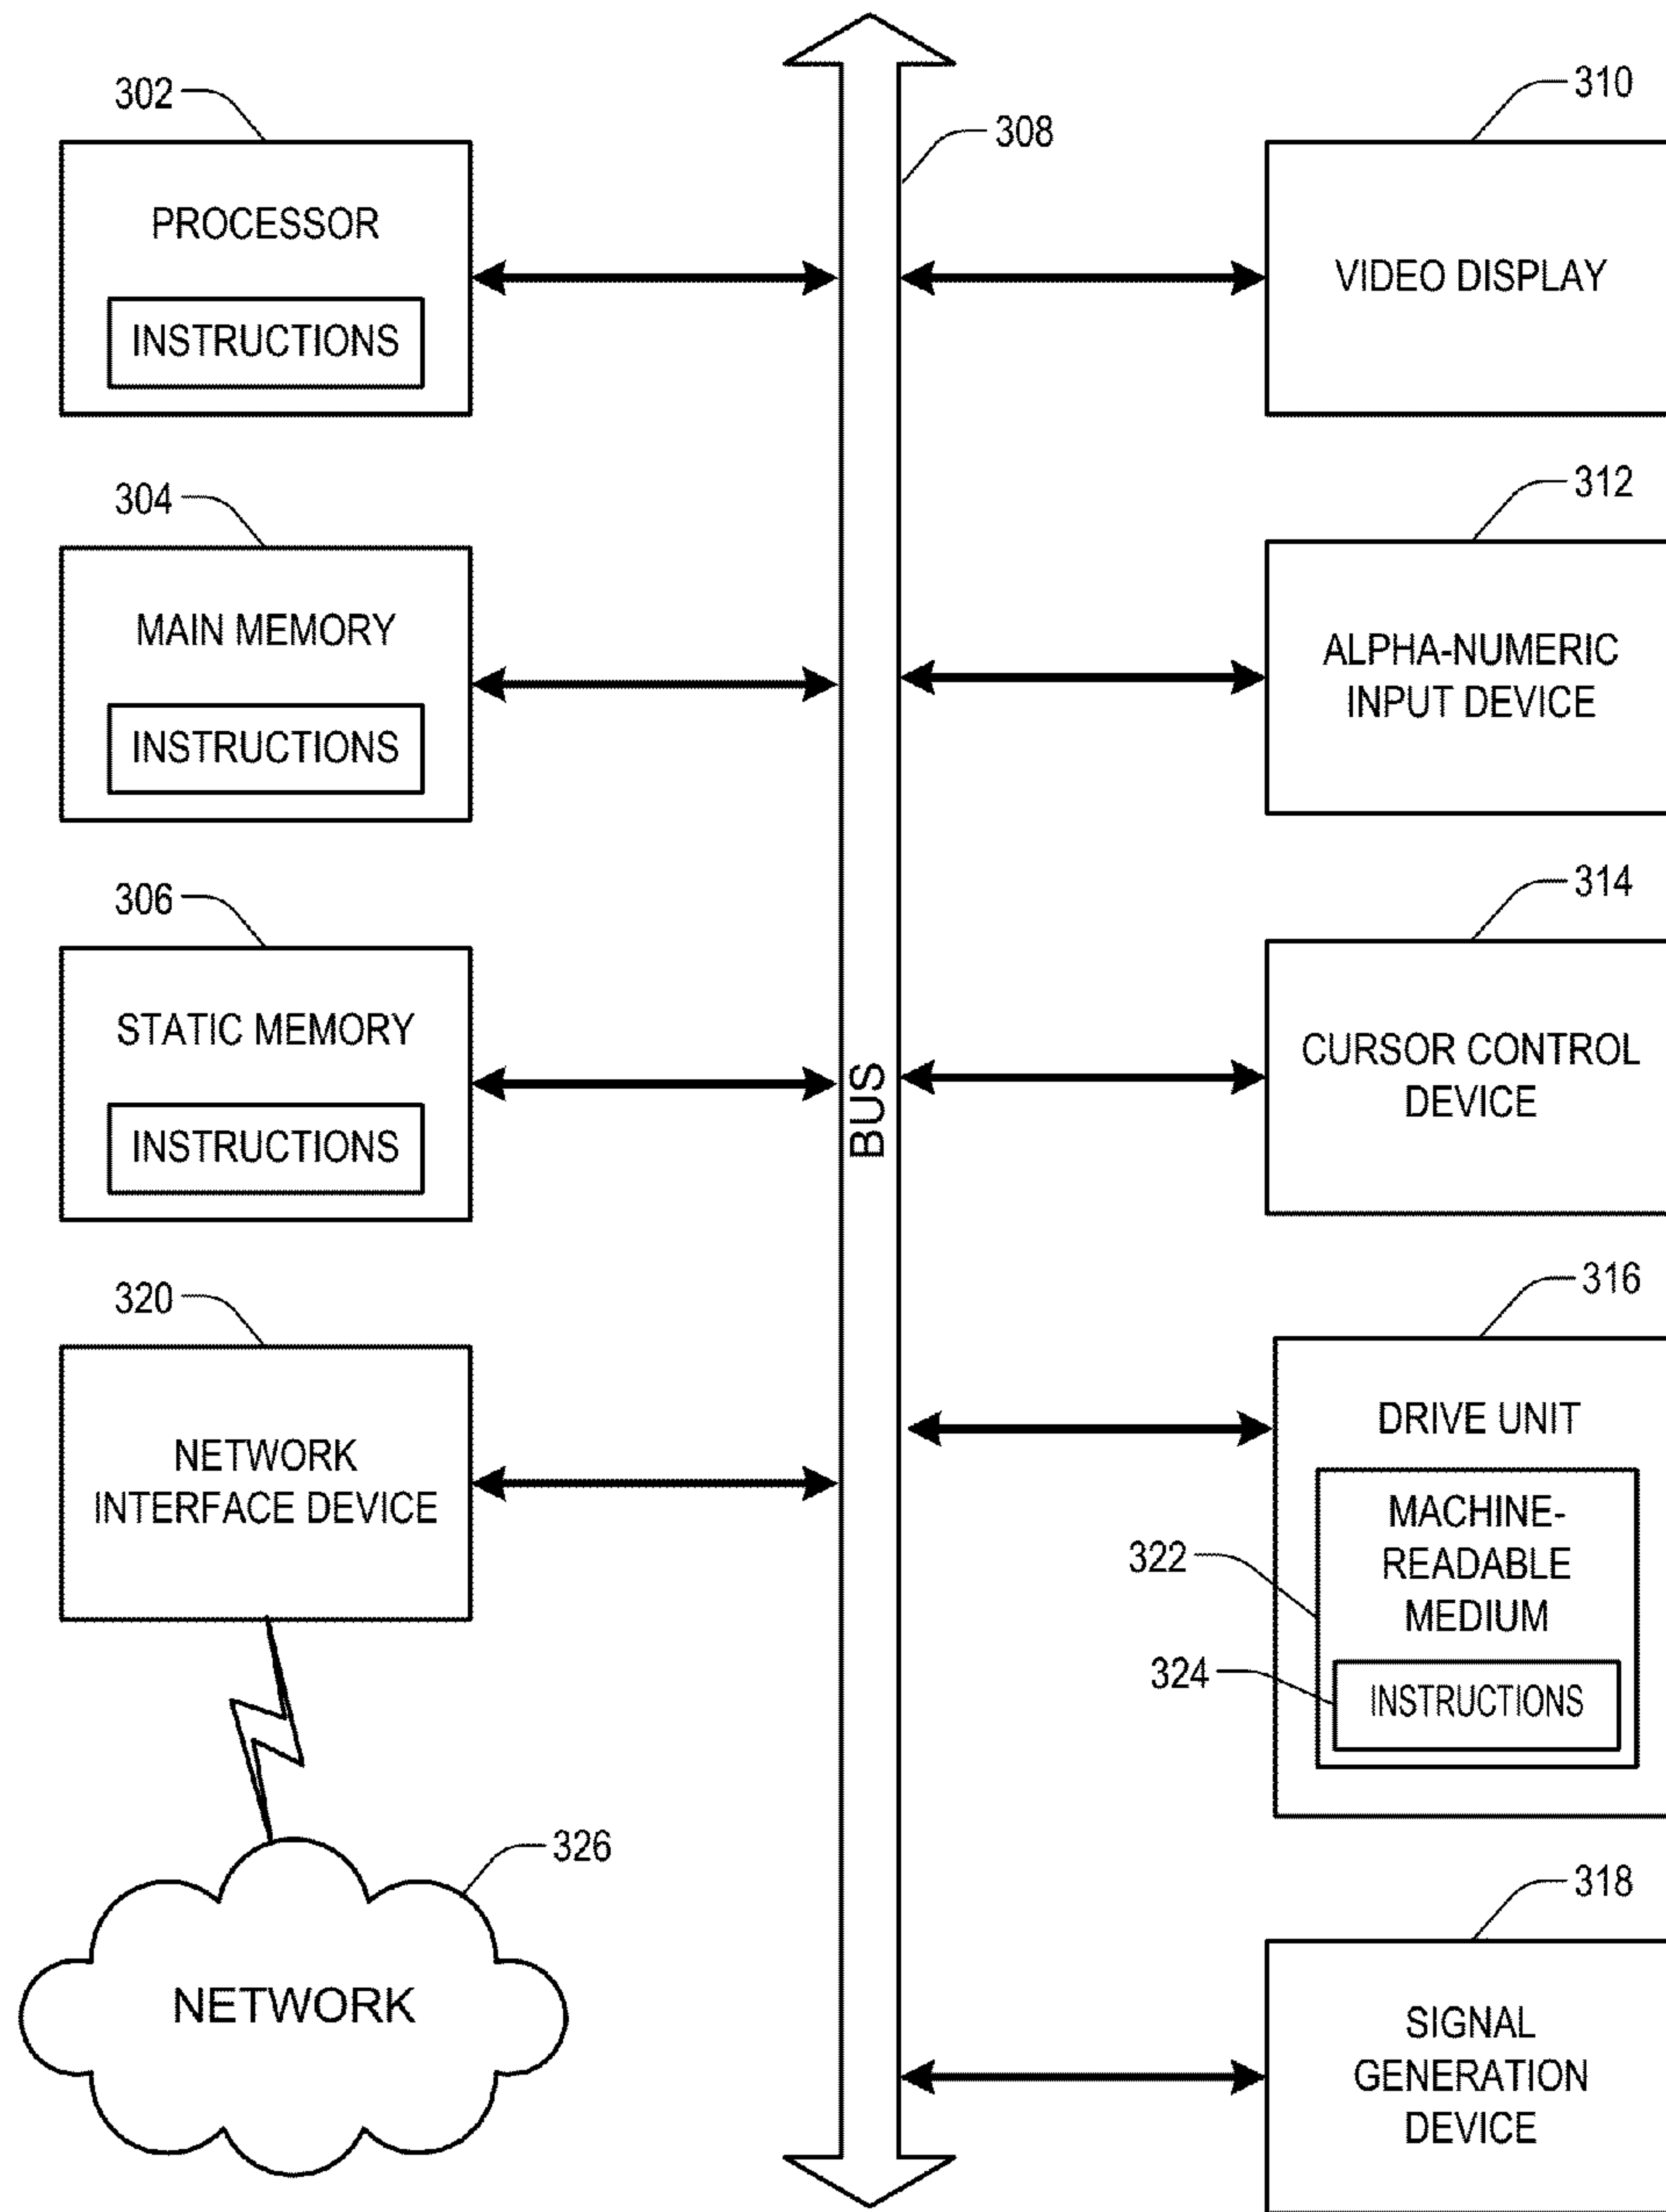 302
PROCESSOR
INSTRUCTIONS
304
MAIN MEMORY
INSTRUCTIONS
306
STATIC MEMORY
INSTRUCTIONS
320
NETWORK
INTERFACE DEVICE
326
NETWORK
308
BUS
310
VIDEO DISPLAY
312
ALPHA-NUMERIC
INPUT DEVICE
314
CURSOR CONTROL
DEVICE
316
DRIVE UNIT
322
MACHINE-
READABLE
MEDIUM
324
INSTRUCTIONS
318
SIGNAL
GENERATION
DEVICE